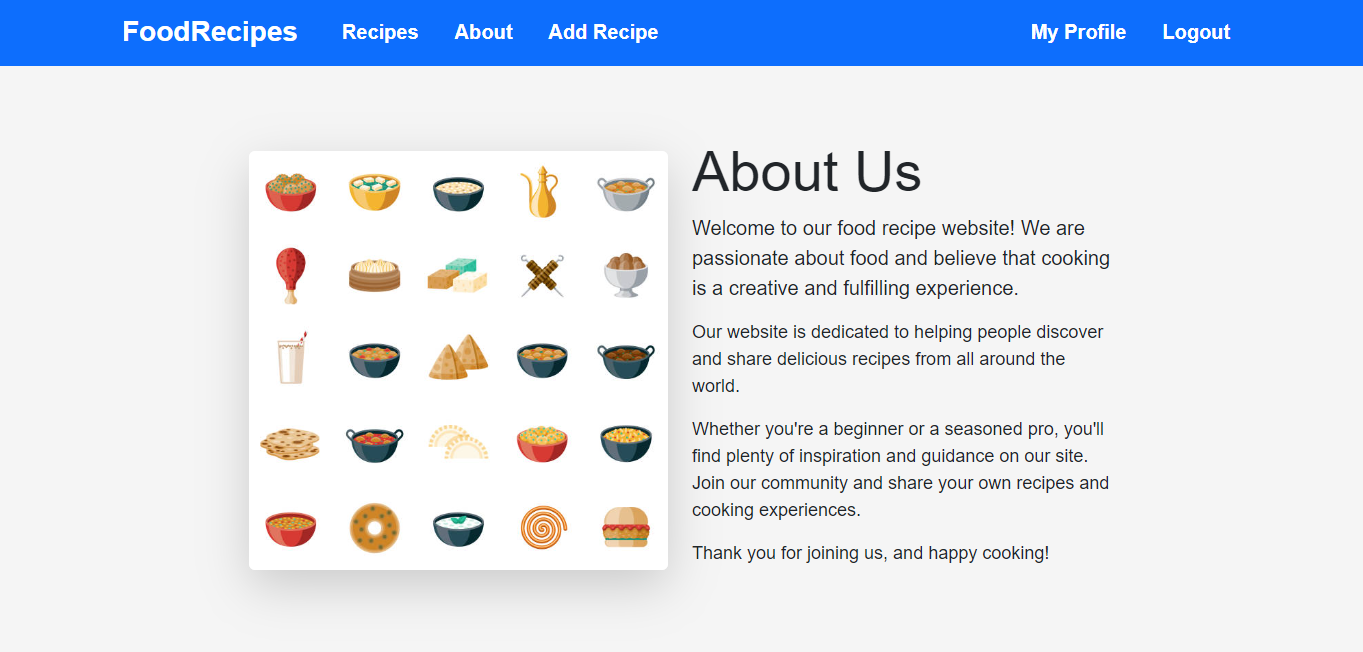 FoodRecipes Recipes About Add Recipe My Profile Logout
About Us
Welcome to our food recipe website! We are
passionate about food and believe that cooking
is a creative and fulfilling experience.
Our website is dedicated to helping people discover
and share delicious recipes from all around the
world.
Whether you're a beginner or a seasoned pro, you'll
find plenty of inspiration and guidance on our site.
Join our community and share your own recipes and
cooking experiences.
Thank you for joining us, and happy cooking!